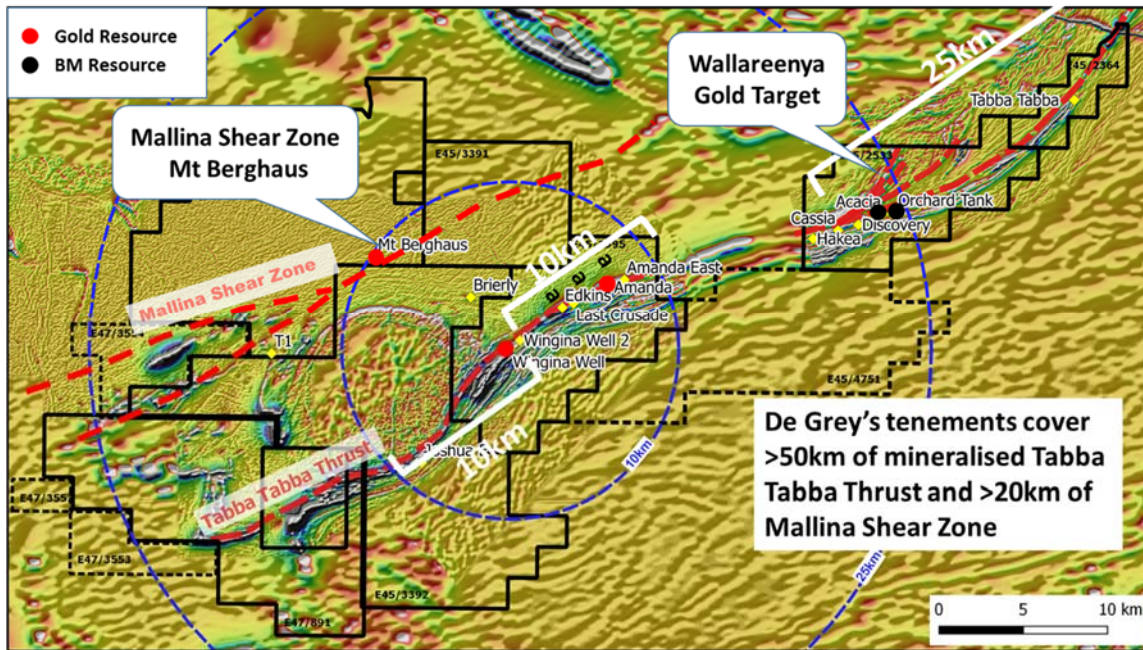 Gold Resource
BM Resource
25km
E45/2364
Wallareenya
Gold Target
Tabba Tabba
Mallina Shear Zone
Mt Berghaus
E45/3391
Acacia
Orchard Tank
Cassia
Discovery
Hakea
Mt Berghaus
10km
Amanda East
Brierly
Amanda
Mallina Shear Zone
Edkins
Last Crusade
T1
Wingina Well 2
Wingina Well
E45/4751
De Grey’s tenements cover
>50km of mineralised Tabba
Tabba Thrust and >20km of
Mallina Shear Zone
10km
10km
Tabba Tabba Thrust
E47/3553
25km
E45/3392
E47/891
0 5 10 km